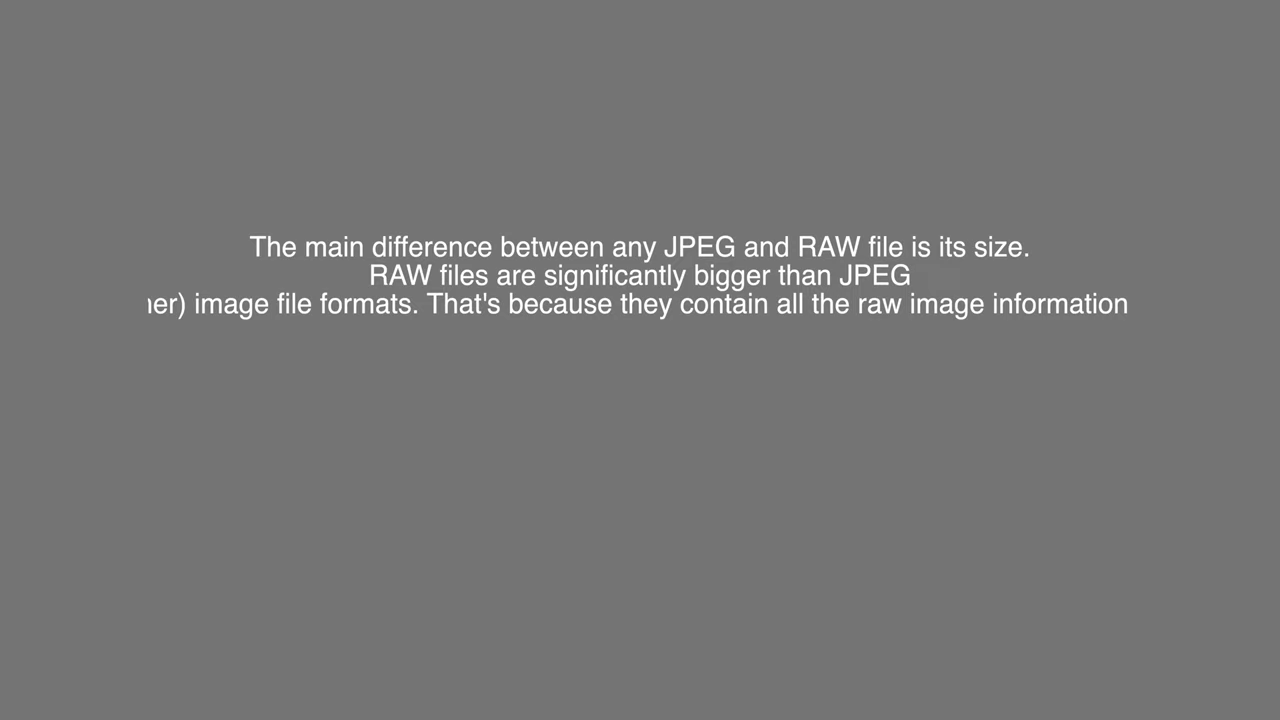 The main difference between any JPEG and RAW file is its size.
RAW files are significantly bigger than JPEG
image file formats. That's because they contain all the raw image information